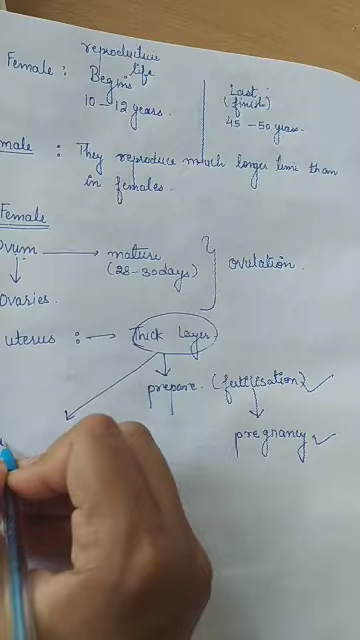 reproductive
life
Female : Begins
10 - 12 years.
Last
(finish)
45 - 50 years.
male : They reproduce much longer time than
in females.
Female
Ovum → mature
(28-30 days)
ovulation
Ovaries.
uterus :- → Thick Layer
prepare. (fertilisation) ✓
pregnancy ✓